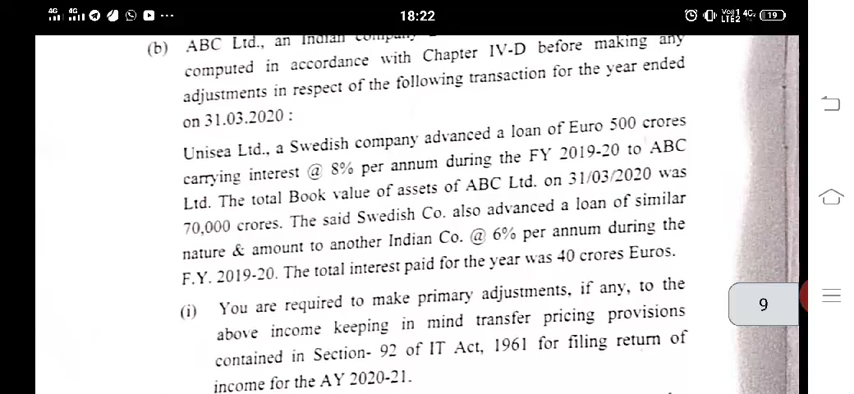 18:22
4G 4G
Vo1 4G
LTE2
19
(b) ABC Ltd., an Indian company
computed in accordance with Chapter IV-D before making any
adjustments in respect of the following transaction for the year ended
on 31.03.2020 :
Unisea Ltd., a Swedish company advanced a loan of Euro 500 crores
carrying interest @ 8% per annum during the FY 2019-20 to ABC
Ltd. The total Book value of assets of ABC Ltd. on 31/03/2020 was
70,000 crores. The said Swedish Co. also advanced a loan of similar
nature & amount to another Indian Co. @ 6% per annum during the
F.Y. 2019-20. The total interest paid for the year was 40 crores Euros.
(i) You are required to make primary adjustments, if any, to the
above income keeping in mind transfer pricing provisions
contained in Section- 92 of IT Act, 1961 for filing return of
income for the AY 2020-21.
9